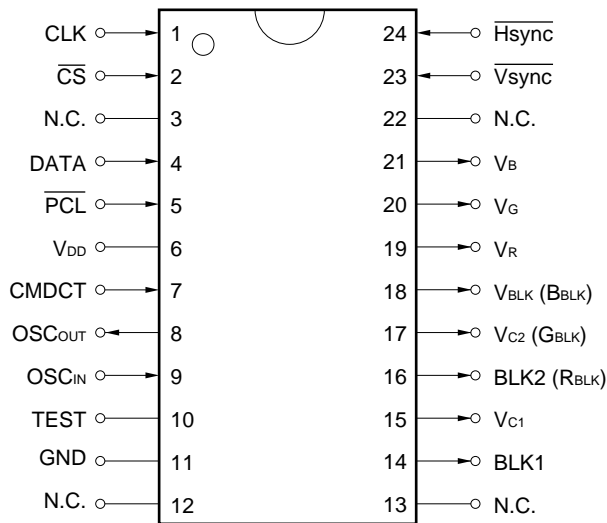 CLK 1 24 Hsync
CS 2 23 Vsync
N.C. 3 22 N.C.
DATA 4 21 VB
PCL 5 20 VG
VDD 6 19 VR
CMDCT 7 18 VBLK (BBLK)
OSCOUT 8 17 VC2 (GBLK)
OSCIN 9 16 BLK2 (RBLK)
TEST 10 15 VC1
GND 11 14 BLK1
N.C. 12 13 N.C.